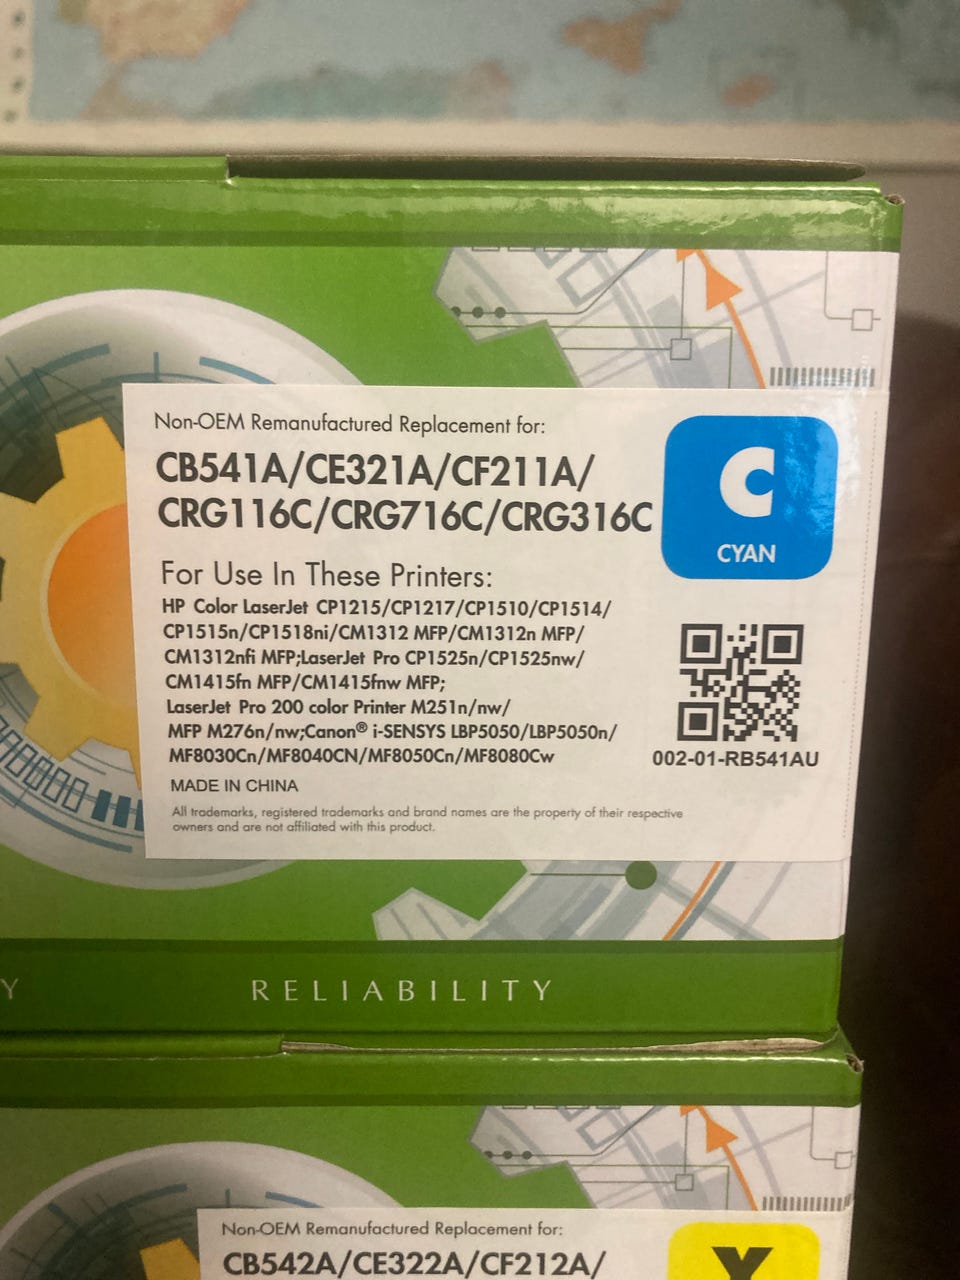 Non-OEM Remanufactured Replacement for:
CB541A/CE321A/CF211A/
CRG116C/CRG716C/CRG316C
C
CYAN
For Use In These Printers:
HP Color LaserJet CP1215/CP1217/CP1510/CP1514/
CP1515n/CP1518ni/CM1312 MFP/CM1312n MFP/
CM1312nfi MFP;LaserJet Pro CP1525n/CP1525nw/
CM1415fn MFP/CM1415fnw MFP;
LaserJet Pro 200 color Printer M251n/nw/
MFP M276n/nw;Canon® i-SENSYS LBP5050/LBP5050n/
MF8030Cn/MF8040CN/MF8050Cn/MF8080Cw
002-01-RB541AU
MADE IN CHINA
All trademarks, registered trademarks and brand names are the property of their respective
owners and are not affiliated with this product.
Y RELIABILITY
Non-OEM Remanufactured Replacement for:
CB542A/CE322A/CF212A/
Y